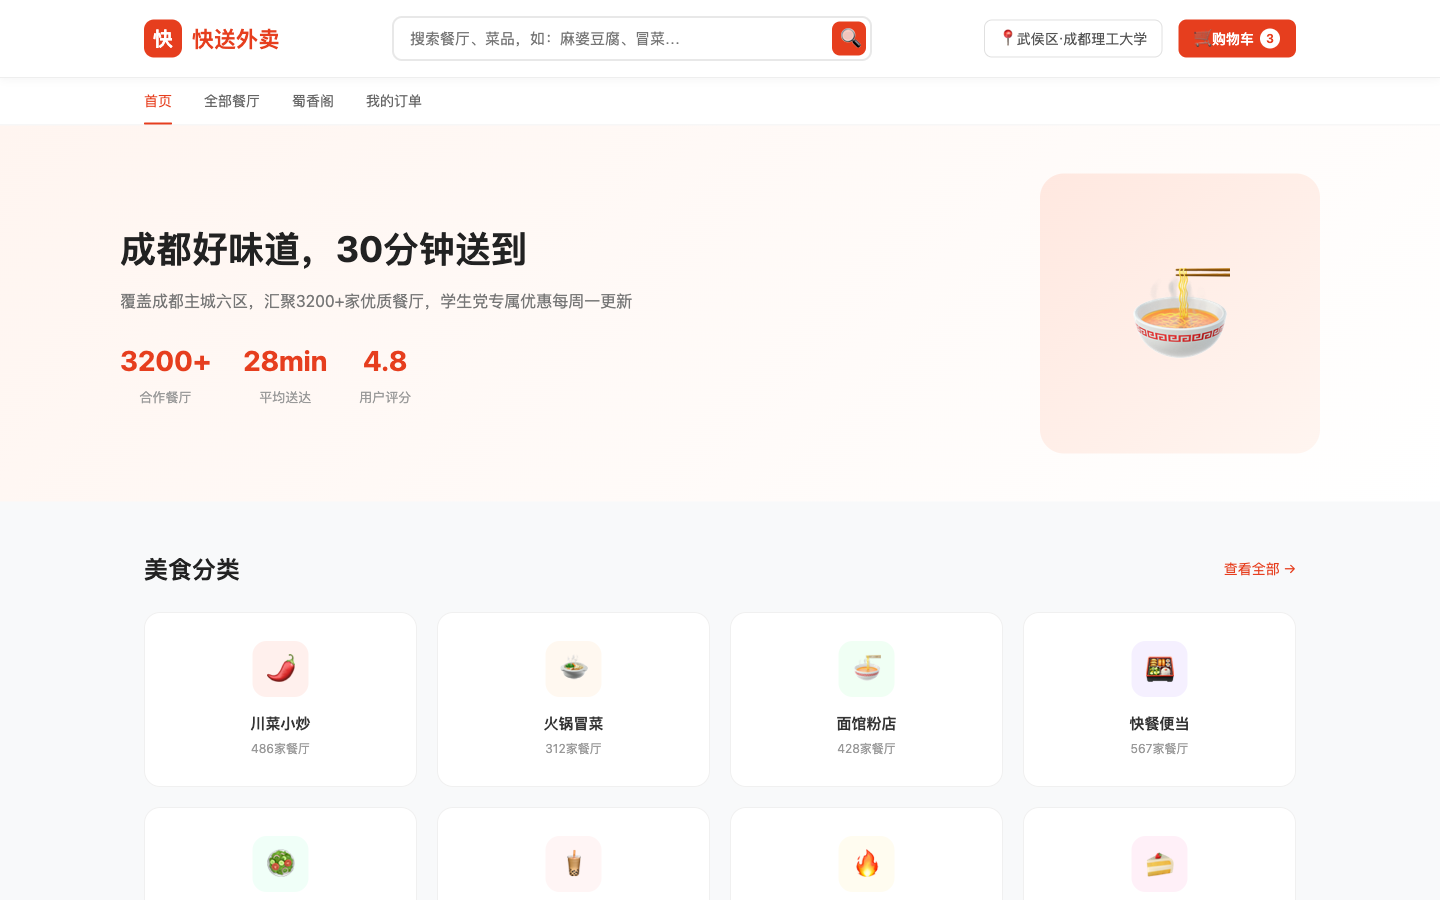 快 快送外卖
搜索餐厅、菜品，如：麻婆豆腐、冒菜...
武侯区·成都理工大学
购物车 3
首页 全部餐厅 蜀香阁 我的订单
成都好味道，30分钟送到
覆盖成都主城六区，汇聚3200+家优质餐厅，学生党专属优惠每周一更新
3200+ 28min 4.8
合作餐厅 平均送达 用户评分
美食分类
查看全部 →
川菜小炒 火锅冒菜 面馆粉店 快餐便当
486家餐厅 312家餐厅 428家餐厅 567家餐厅